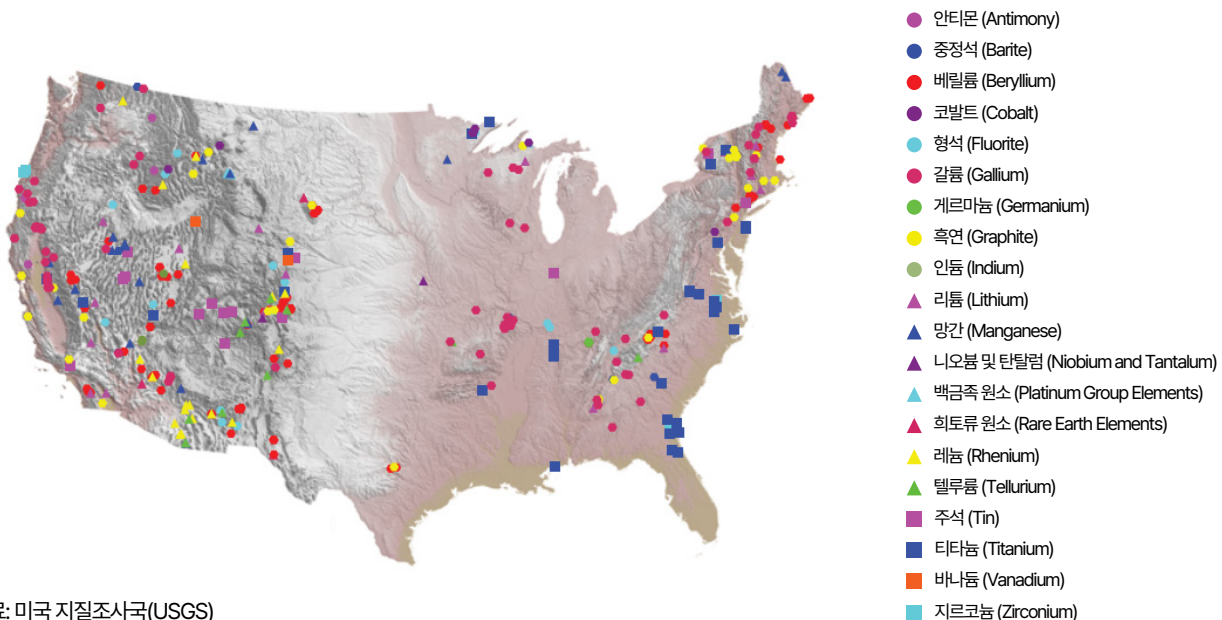 안티몬 (Antimony)
중정석 (Barite)
베릴륨 (Beryllium)
코발트 (Cobalt)
형석 (Fluorite)
갈륨 (Gallium)
게르마늄 (Germanium)
흑연 (Graphite)
인듐 (Indium)
리튬 (Lithium)
망간 (Manganese)
니오븀 및 탄탈럼 (Niobium and Tantalum)
백금족 원소 (Platinum Group Elements)
희토류 원소 (Rare Earth Elements)
레늄 (Rhenium)
텔루륨 (Tellurium)
주석 (Tin)
티타늄 (Titanium)
바나듐 (Vanadium)
지르코늄 (Zirconium)
: 미국 지질조사국(USGS)